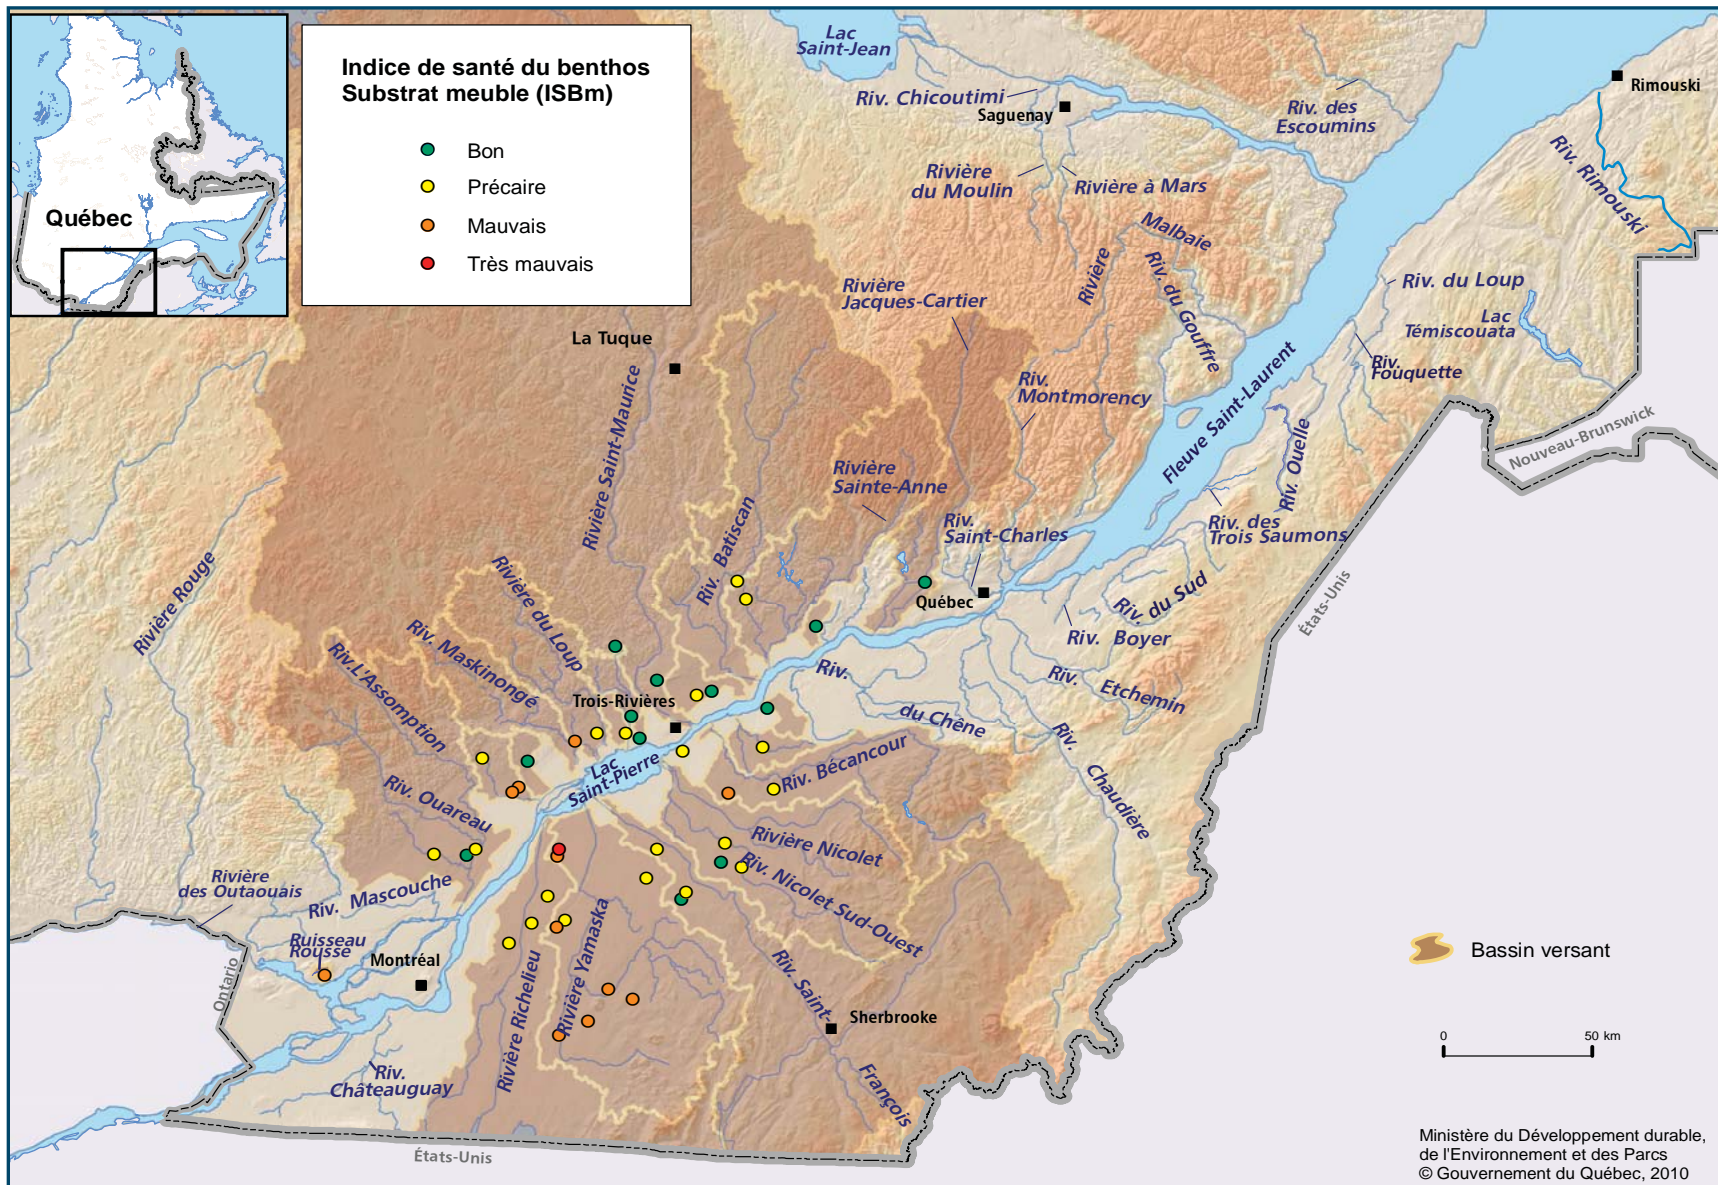 Québec
Indice de santé du benthos
Substrat meuble (ISBm)
Bon
Précaire
Mauvais
Très mauvais
Lac
Saint-Jean
Riv. Chicoutimi
Saguenay
Riv. des
Escoumins
Rimouski
Riv. Rimouski
Rivière
du Moulin
Rivière à Mars
Malbaie
Rivière
Riv. du Gouffre
Rivière
Jacques-Cartier
Riv. du Loup
Lac
Témiscouata
La Tuque
Riv.
Montmorency
Fleuve Saint-Laurent
Riv.
Fouquette
Rivière Saint-Maurice
Nouveau-Brunswick
Riv. Ouelle
Rivière
Sainte-Anne
Riv. Batiscan
Riv.
Saint-Charles
Riv. des
Trois Saumons
Rivière Rouge
Rivière du Loup
Québec
Riv. du Sud
États-Unis
Riv. Boyer
Riv. Maskinongé
Riv.L'Assomption
Riv.
du Chêne
Riv. Etchemin
Trois-Rivières
Riv.
Chaudière
Lac
Saint-Pierre
Riv. Bécancour
Riv. Ouareau
Rivière Nicolet
Riv. Nicolet Sud-Ouest
Rivière
des Outaouais
Riv. Mascouche
Ruisseau
Rousse
Montréal
Ontario
Rivière Richelieu
Rivière Yamaska
Riv. Saint-
François
Sherbrooke
Bassin versant
0
50 km
Riv.
Châteauguay
États-Unis
Ministère du Développement durable,
de l'Environnement et des Parcs
© Gouvernement du Québec, 2010